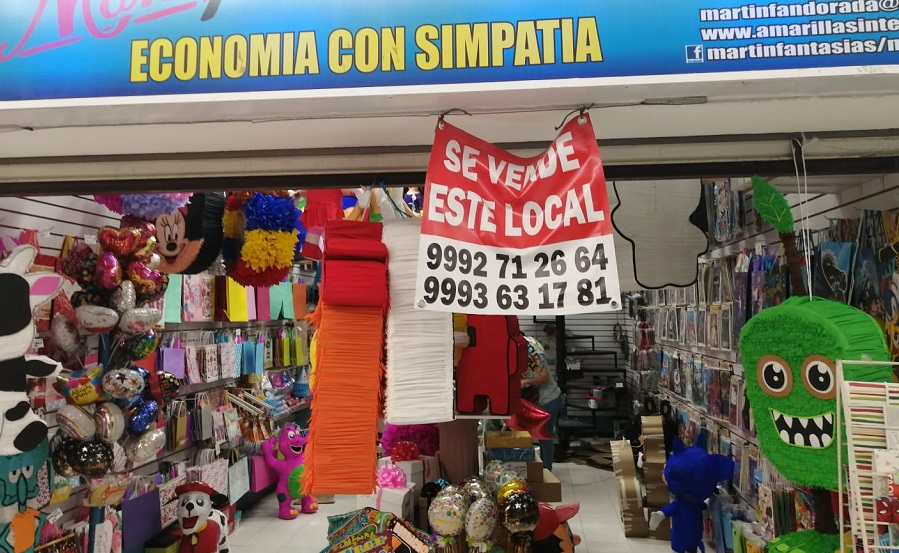 ECONOMIA CON SIMPATIA
martinfandorada@
www.amarillasinte
martinfantasias/m
SE VENDE
ESTE LOCAL
9992 71 26 64
9993 63 17 81